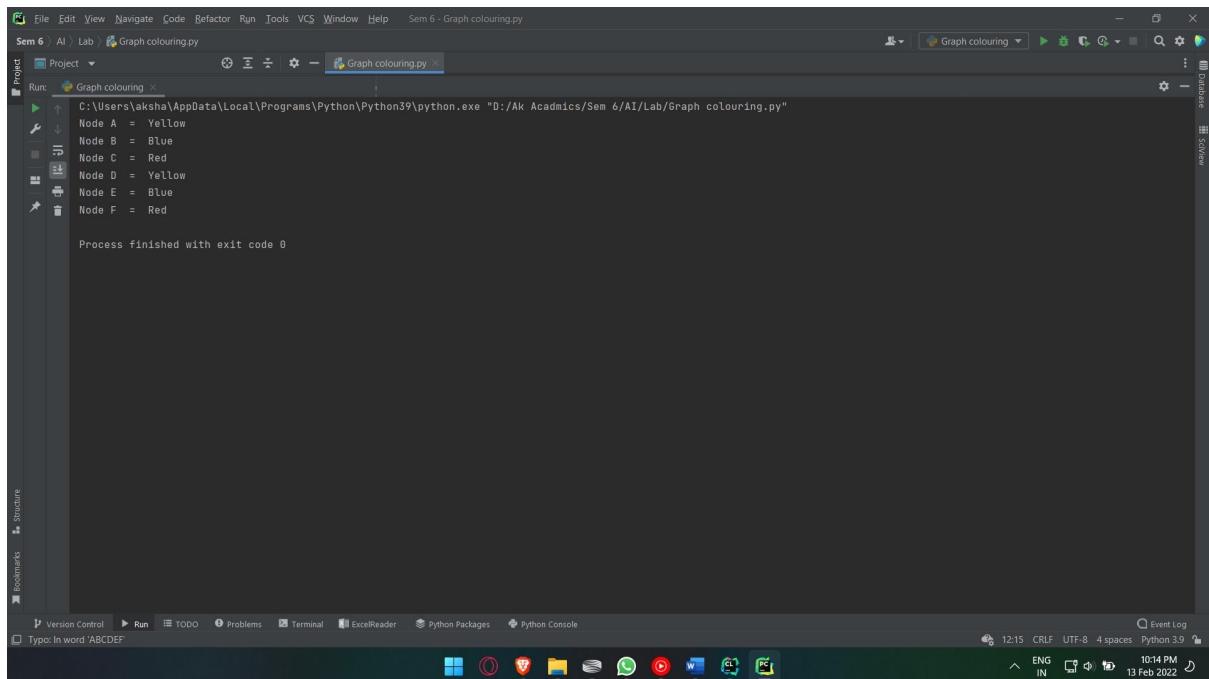 File Edit View Navigate Code Refactor Run Tools VCS Window Help Sem 6 - Graph colouring.py
Sem 6 AI Lab Graph colouring.py Graph colouring
Project Graph colouring.py
Run: Graph colouring
C:\Users\aksha\AppData\Local\Programs\Python\Python39\python.exe "D:/Ak Acadmics/Sem 6/AI/Lab/Graph colouring.py"
Node A = Yellow
Node B = Blue
Node C = Red
Node D = Yellow
Node E = Blue
Node F = Red
Process finished with exit code 0
Project
Structure
Bookmarks
Database
SciView
Version Control Run TODO Problems Terminal ExcelReader Python Packages Python Console Event Log
Typo: In word 'ABCDEF' 12:15 CRLF UTF-8 4 spaces Python 3.9
ENG
IN
10:14 PM
13 Feb 2022